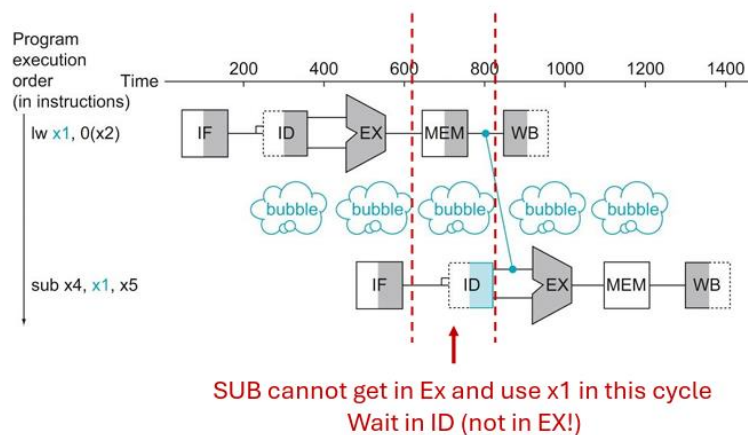 Program
execution
order
(in instructions)
Time
200 400 600 800 1000 1200 1400
lw x1, 0(x2)
IF ID EX MEM WB
bubble bubble bubble bubble bubble
sub x4, x1, x5
IF ID EX MEM WB
SUB cannot get in Ex and use x1 in this cycle
Wait in ID (not in EX!)